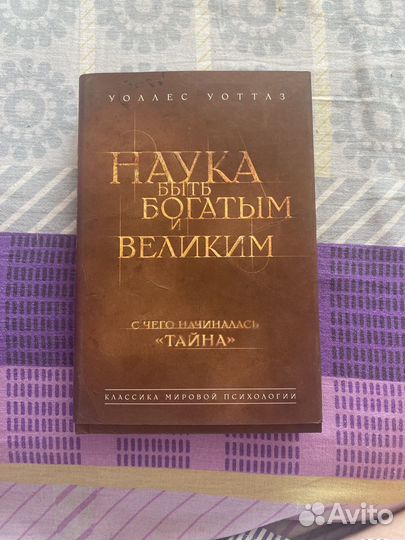 УОЛЛЕС УОТТЛЗ
НАУКА
БЫТЬ
БОГАТЫМ И
ВЕЛИКИМ
С ЧЕГО НАЧИНАЛАСЬ
«ТАЙНА»
КЛАССИКА МИРОВОЙ ПСИХОЛОГИИ
Avito